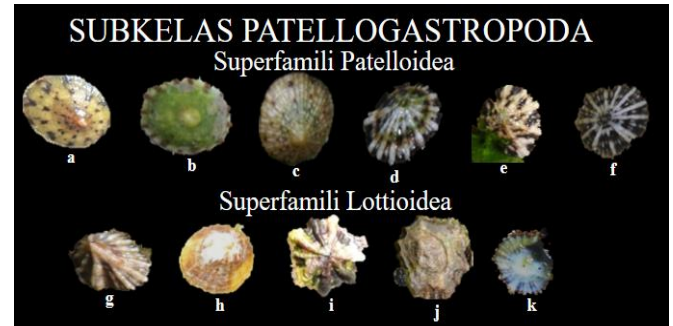 SUBKELAS PATELLOGASTROPODA
Superfamili Patelloidea
a b c d e f
Superfamili Lottioidea
g h i j k